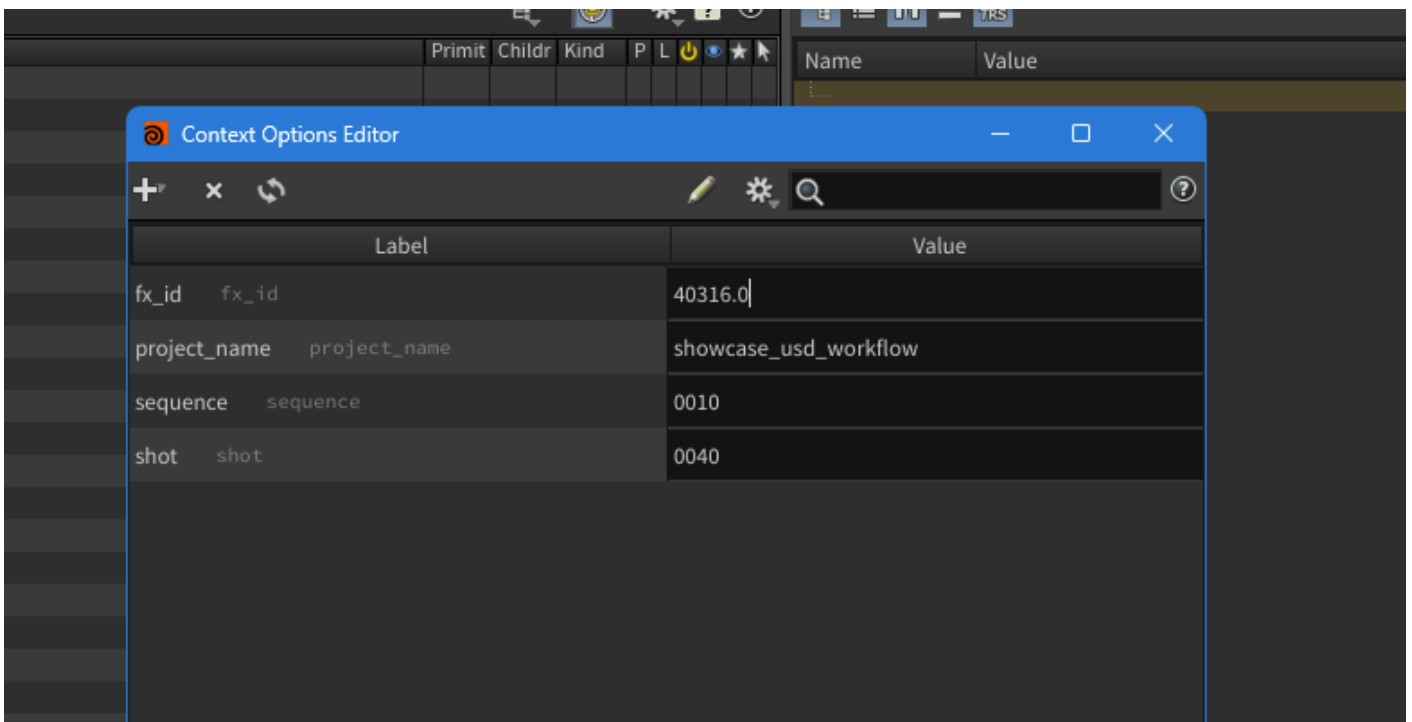 TRS
Primit Childr Kind P L
Name Value
Context Options Editor
Label Value
fx_id fx_id 40316.0
project_name project_name showcase_usd_workflow
sequence sequence 0010
shot shot 0040